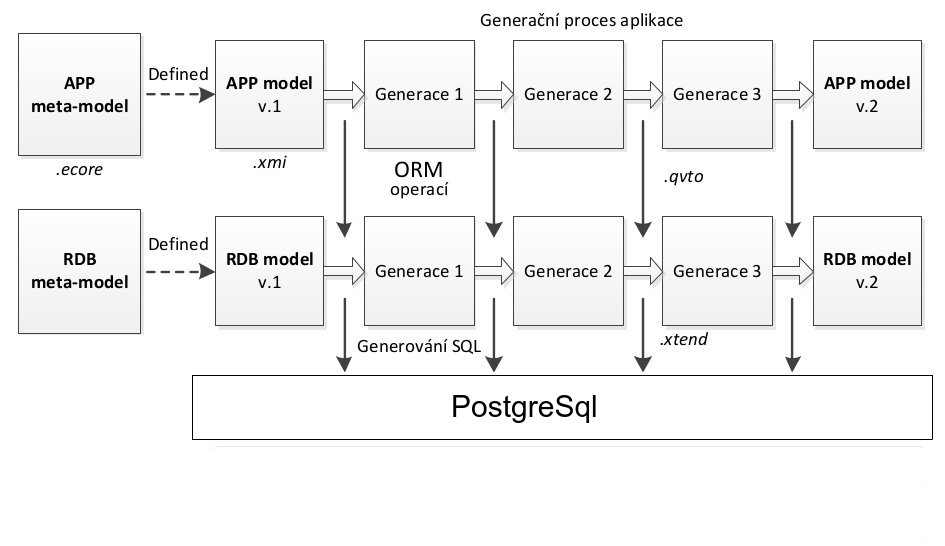 Generační proces aplikace
APP
meta-model
Defined
APP model
v.1
Generace 1
Generace 2
Generace 3
APP model
v.2
.ecore
.xmi
ORM
operací
.qvto
RDB
meta-model
Defined
RDB model
v.1
Generace 1
Generace 2
Generace 3
RDB model
v.2
Generování SQL
.xtend
PostgreSql